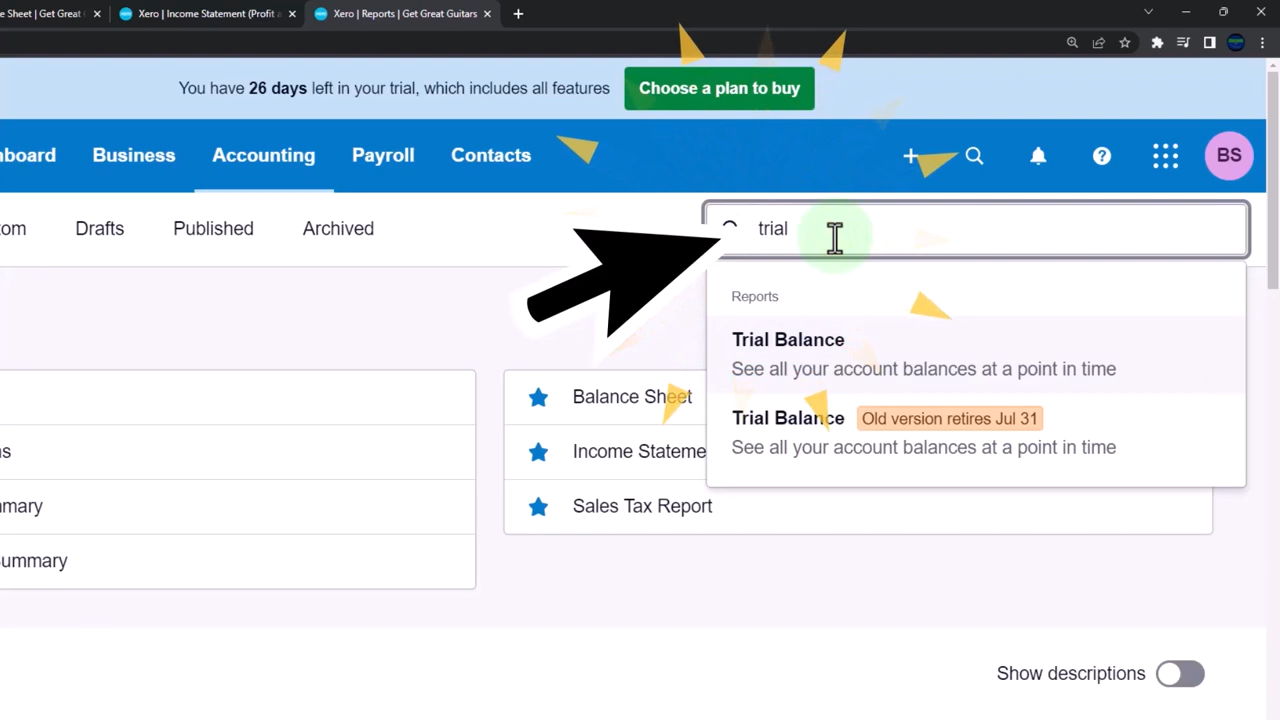 e Sheet | Get Great
Xero | Income Statement (Profit a
Xero | Reports | Get Great Guitars
You have 26 days left in your trial, which includes all features
Choose a plan to buy
board Business Accounting Payroll Contacts
BS
om Drafts Published Archived
trial
Reports
Trial Balance
See all your account balances at a point in time
Trial Balance Old version retires Jul 31
See all your account balances at a point in time
Balance Sheet
s
Income Stateme
mary
Sales Tax Report
ummary
Show descriptions